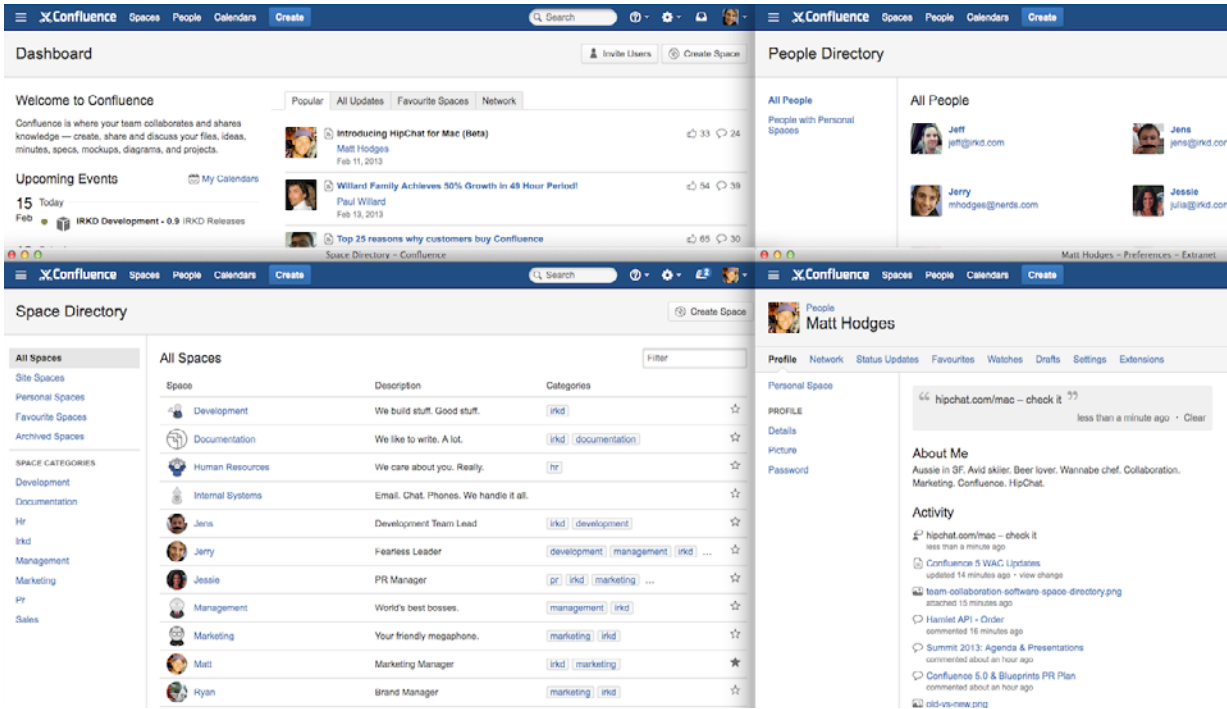 Confluence Spaces People Calendars Create Search
Dashboard
Invite Users Create Space
Welcome to Confluence
Confluence is where your team collaborates and shares
knowledge — create, share and discuss your files, ideas,
minutes, specs, mockups, diagrams, and projects.
Upcoming Events My Calendars
15 Today
Feb IRKD Development - 0.9 IRKD Releases
Popular All Updates Favourite Spaces Network
Introducing HipChat for Mac (Beta) 33 24
Matt Hodges
Feb 11, 2013
Willard Family Achieves 50% Growth in 49 Hour Period! 54 39
Paul Willard
Feb 13, 2013
Top 25 reasons why customers buy Confluence 65 30
Confluence Spaces People Calendars Create
People Directory
All People
People with Personal
Spaces
All People
Jeff
jeff@irkd.com
Jens
jens@irkd.cor
Jerry
mhodges@nerds.com
Jessie
julia@irkd.cor
Space Directory – Confluence
Confluence Spaces People Calendars Create Search
Space Directory
Create Space
All Spaces
Site Spaces
Personal Spaces
Favourite Spaces
Archived Spaces
SPACE CATEGORIES
Development
Documentation
Hr
Irkd
Management
Marketing
Pr
Sales
All Spaces Filter
Space Description Categories
Development We build stuff. Good stuff. irkd
Documentation We like to write. A lot. irkd documentation
Human Resources We care about you. Really. hr
Internal Systems Email. Chat. Phones. We handle it all.
Jens Development Team Lead irkd development
Jerry Fearless Leader development management irkd ...
Jessie PR Manager pr irkd marketing ...
Management World's best bosses. management irkd
Marketing Your friendly megaphone. marketing irkd
Matt Marketing Manager irkd marketing
Ryan Brand Manager marketing irkd
Matt Hodges – Preferences – Extranet
Confluence Spaces People Calendars Create
People
Matt Hodges
Profile Network Status Updates Favourites Watches Drafts Settings Extensions
Personal Space
PROFILE
Details
Picture
Password
“ hipchat.com/mac – check it ”
less than a minute ago • Clear
About Me
Aussie in SF. Avid skiier. Beer lover. Wannabe chef. Collaboration.
Marketing. Confluence. HipChat.
Activity
hipchat.com/mac – check it
less than a minute ago
Confluence 5 WAC Updates
updated 14 minutes ago • view change
team-collaboration-software-space-directory.png
attached 15 minutes ago
Hamlet API - Order
commented 16 minutes ago
Summit 2013: Agenda & Presentations
commented about an hour ago
Confluence 5.0 & Blueprints PR Plan
commented about an hour ago
old-vs-new.png